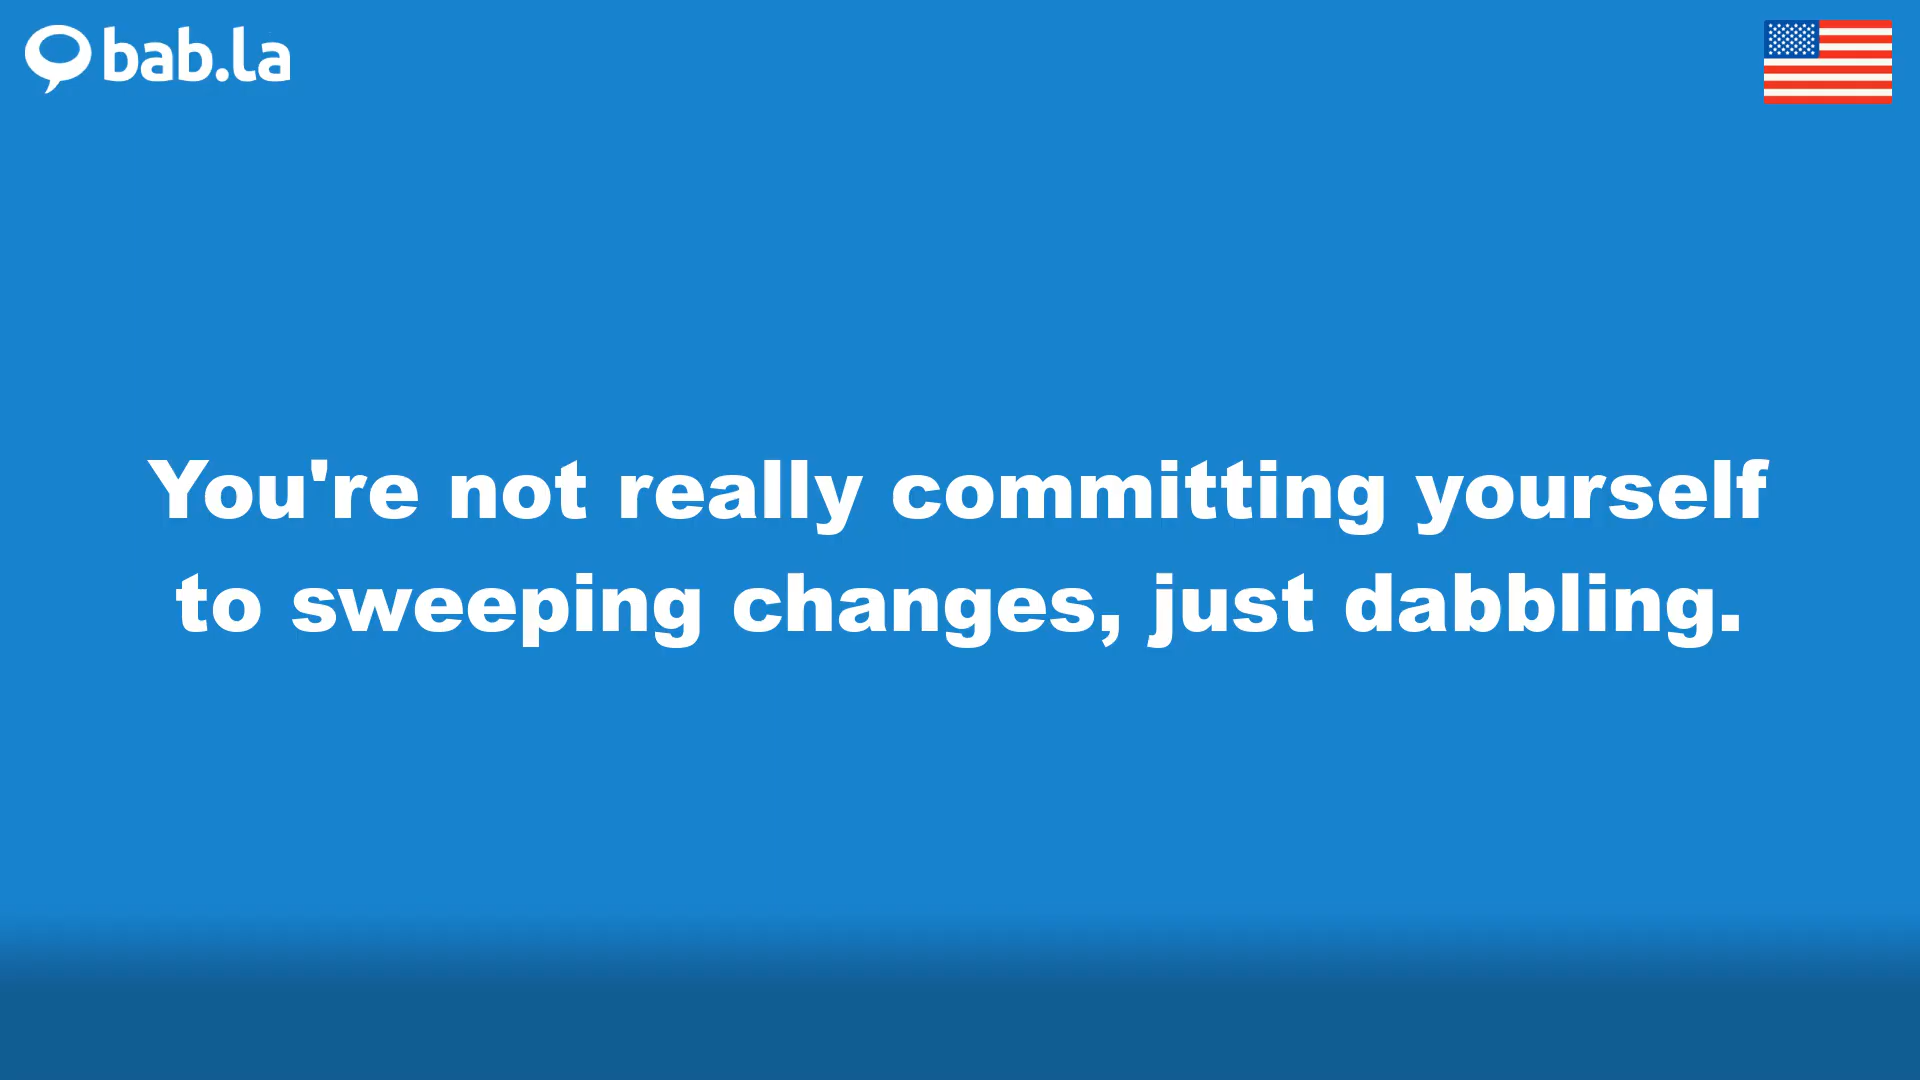 bab.la
You're not really committing yourself
to sweeping changes, just dabbling.